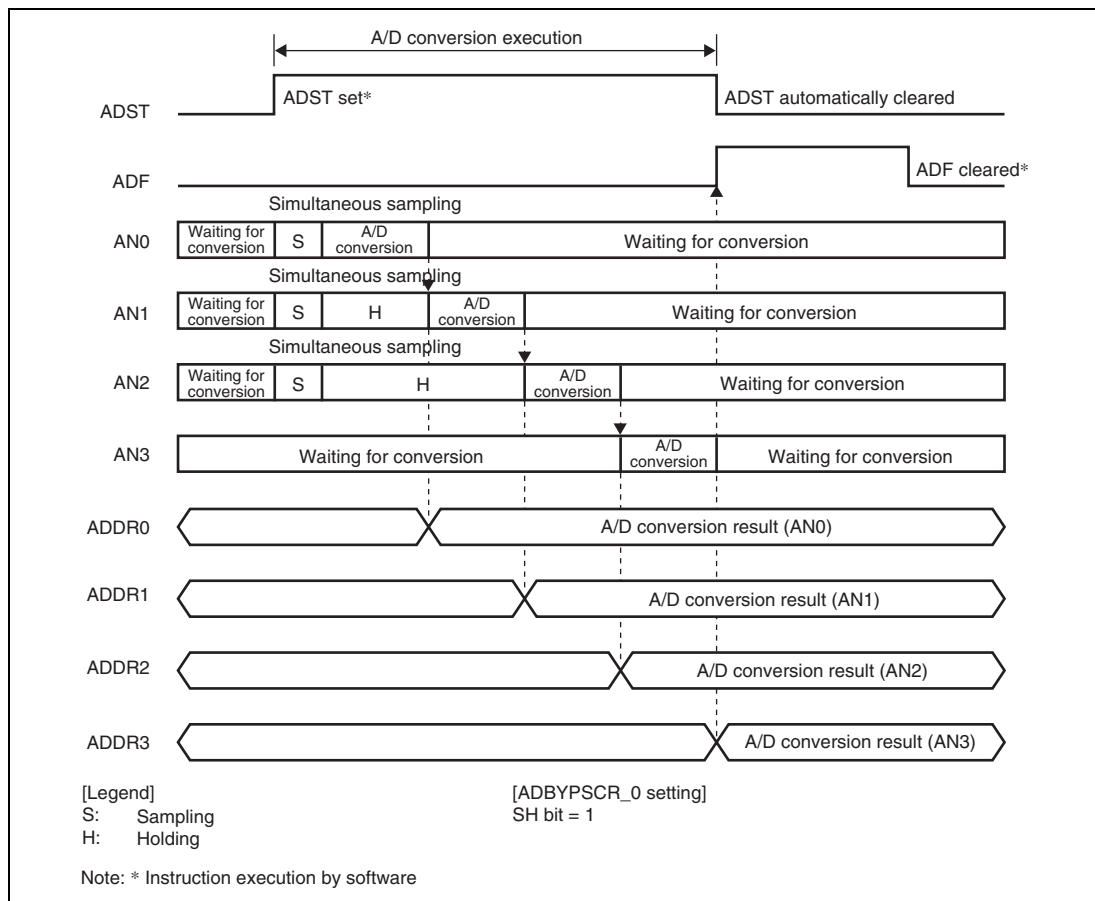 A/D conversion execution
ADST
ADST set*
ADST automatically cleared
ADF
ADF cleared*
Simultaneous sampling
AN0
Waiting for
conversion
S
A/D
conversion
Waiting for conversion
Simultaneous sampling
AN1
Waiting for
conversion
S
H
A/D
conversion
Waiting for conversion
Simultaneous sampling
AN2
Waiting for
conversion
S
H
A/D
conversion
Waiting for conversion
AN3
Waiting for conversion
A/D
conversion
Waiting for conversion
ADDR0
A/D conversion result (AN0)
ADDR1
A/D conversion result (AN1)
ADDR2
A/D conversion result (AN2)
ADDR3
A/D conversion result (AN3)
[Legend]
S: Sampling
H: Holding
[ADBYPSCR_0 setting]
SH bit = 1
Note: * Instruction execution by software